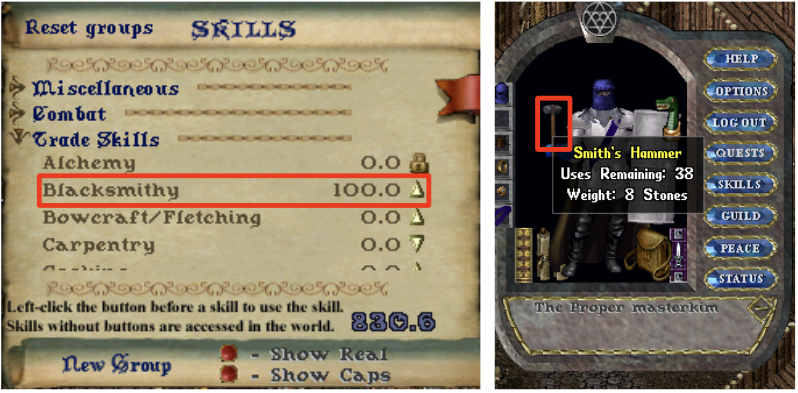 Reset groups SKILLS
Miscellaneous
Combat
Trade Skills
Alchemy 0.0
Blacksmithy 100.0
Bowcraft/Fletching 0.0
Carpentry 0.0
Left-click the button before a skill to use the skill.
Skills without buttons are accessed in the world. 830.6
New Group - Show Real
- Show Caps
HELP
OPTIONS
LOG OUT
QUESTS
SKILLS
GUILD
PEACE
STATUS
Smith's Hammer
Uses Remaining: 38
Weight: 8 Stones
The Proper masterkim